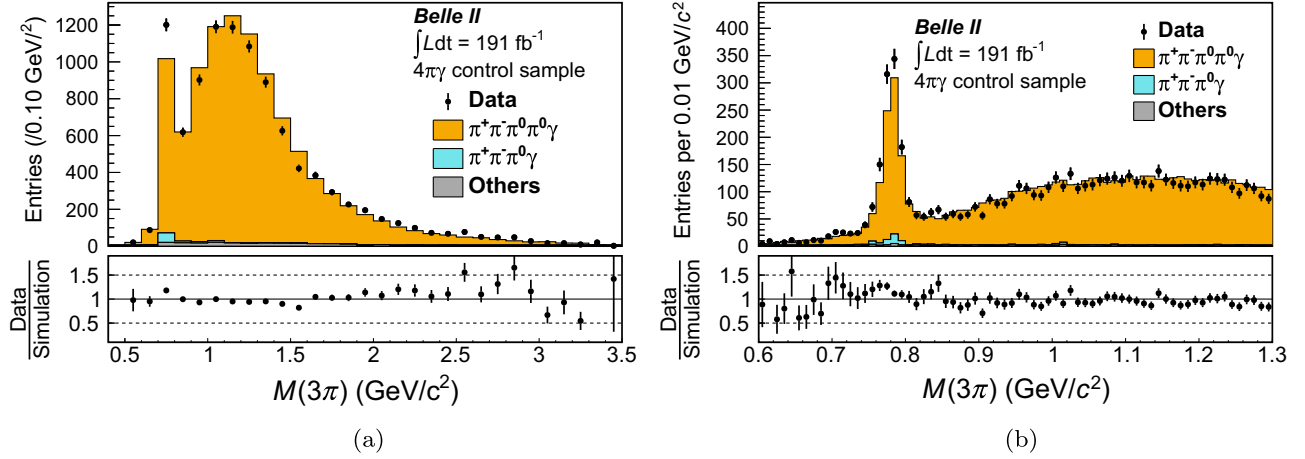 Entries (/0.10 GeV/²)
1200
1000
800
600
400
200
0
Belle II
∫Ldt = 191 fb⁻¹
4πγ control sample
Data
π⁺π⁻π⁰π⁰γ
π⁺π⁻π⁰γ
Others
Data
Simulation
1.5
1
0.5
0.5 1 1.5 2 2.5 3 3.5
M(3π) (GeV/c²)
(a)
Entries per 0.01 GeV/c²
400
350
300
250
200
150
100
50
0
Belle II
∫Ldt = 191 fb⁻¹
4πγ control sample
Data
π⁺π⁻π⁰π⁰γ
π⁺π⁻π⁰γ
Others
Data
Simulation
1.5
1
0.5
0.6 0.7 0.8 0.9 1 1.1 1.2 1.3
M(3π) (GeV/c²)
(b)